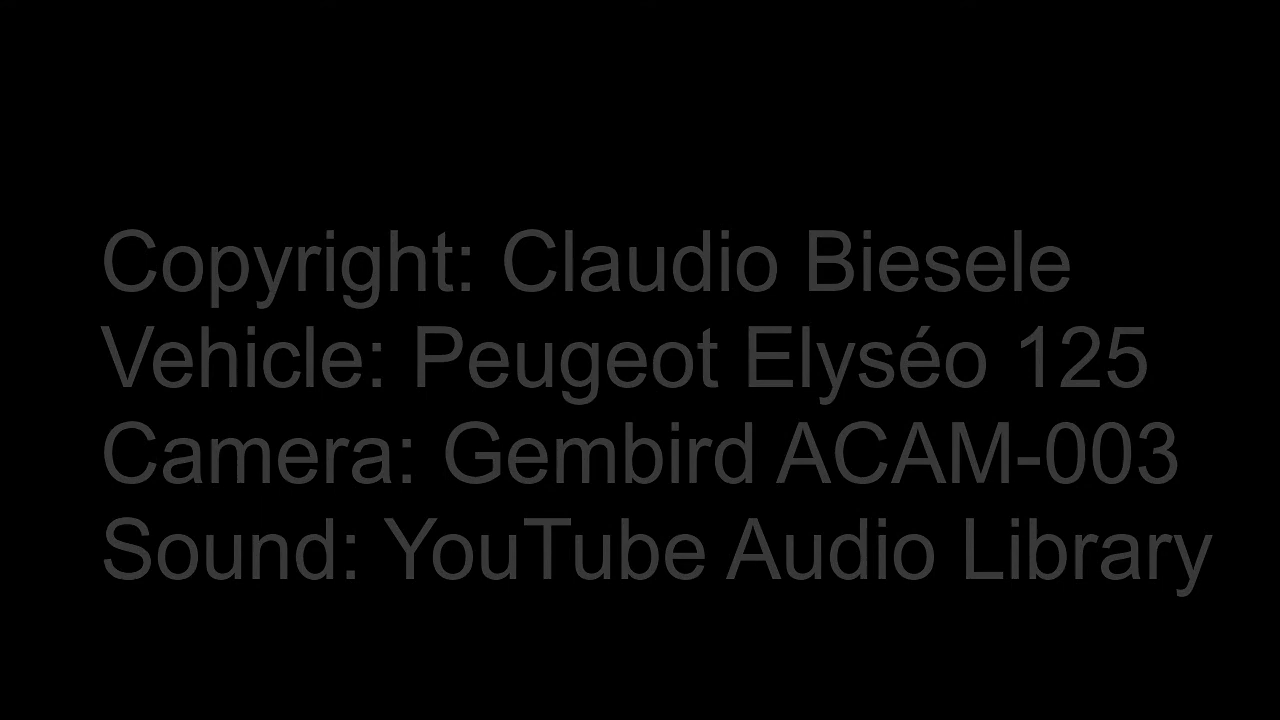 Copyright: Claudio Biesele
Vehicle: Peugeot Elyséo 125
Camera: Gembird ACAM-003
Sound: YouTube Audio Library